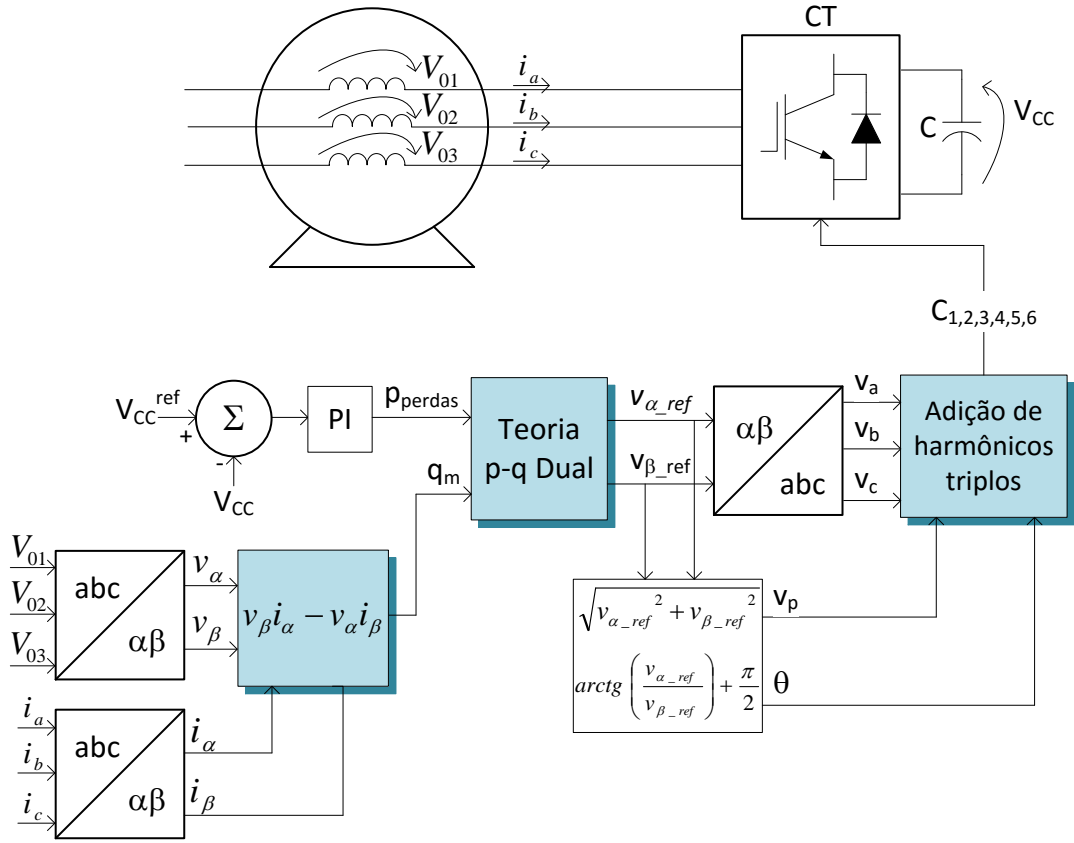 CT
V01
V02
V03
ia
ib
ic
C
VCC
C1,2,3,4,5,6
VCC ref
+
-
VCC
Σ
PI
pperdas
qm
Teoria
p-q Dual
vα_ref
vβ_ref
αβ
abc
va
vb
vc
Adição de
harmônicos
triplos
V01
V02
V03
abc
αβ
vα
vβ
vβiα − vαiβ
√(vα_ref² + vβ_ref²)
arctg (vα_ref / vβ_ref) + π/2
vp
θ
ia
ib
ic
abc
αβ
iα
iβ